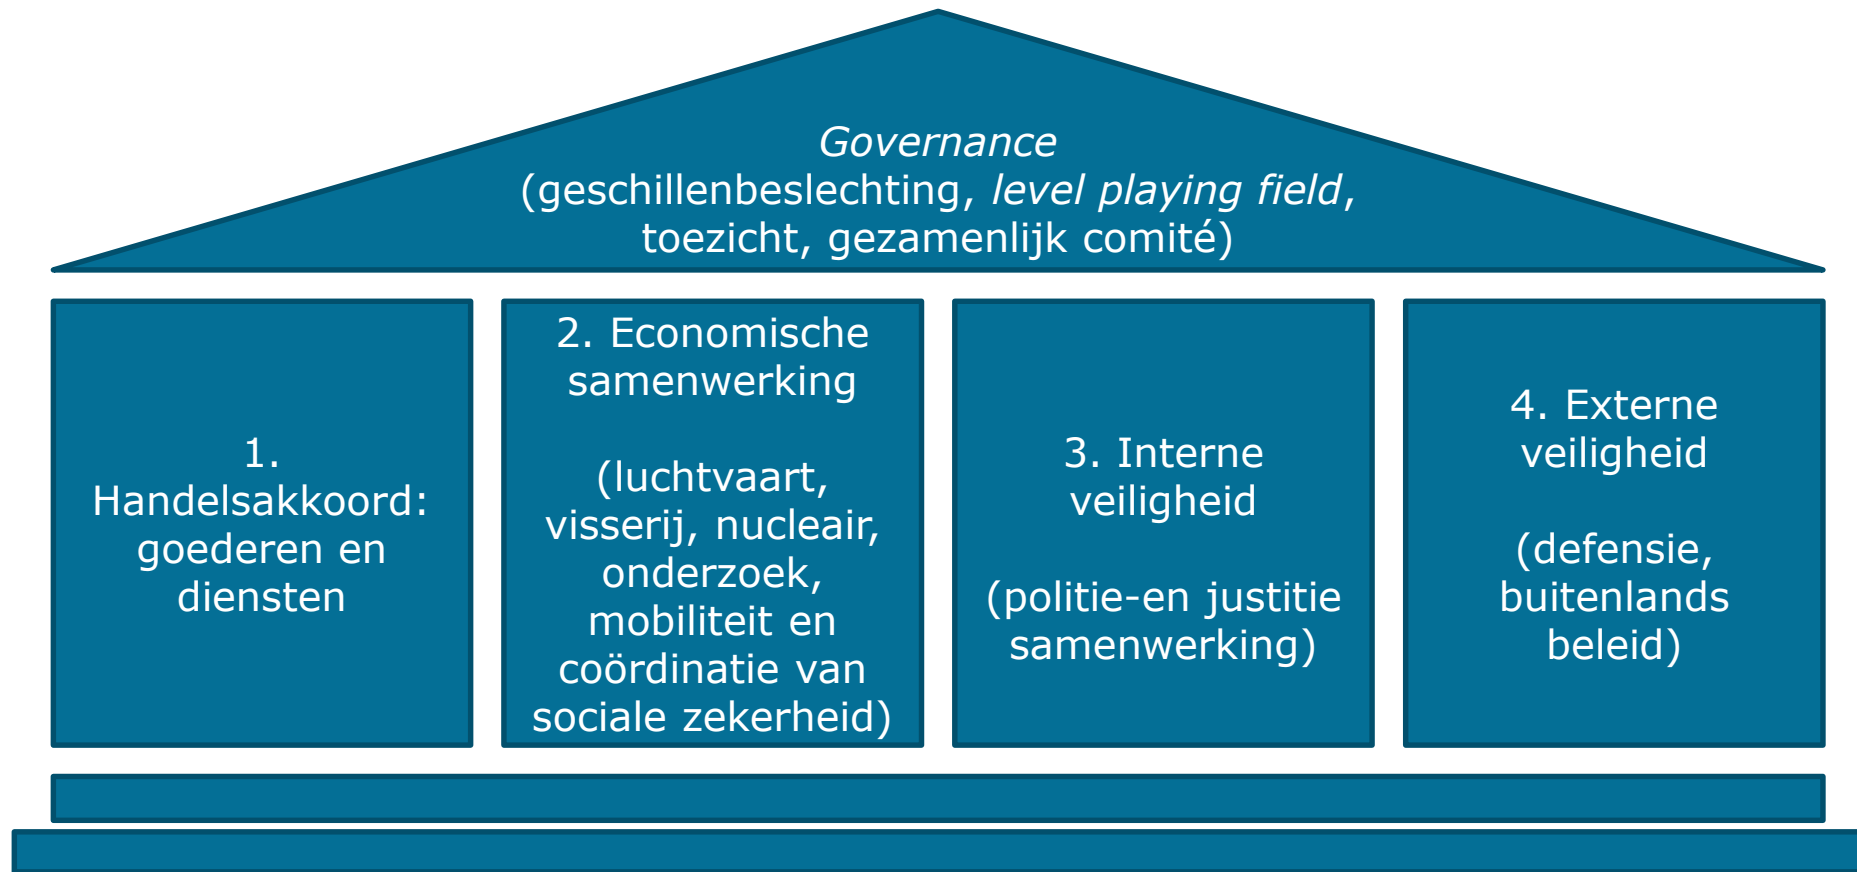 Governance
(geschillenbeslechting, level playing field,
toezicht, gezamenlijk comité)
1.
Handelsakkoord:
goederen en
diensten
2. Economische
samenwerking
(luchtvaart,
visserij, nucleair,
onderzoek,
mobiliteit en
coördinatie van
sociale zekerheid)
3. Interne
veiligheid
(politie-en justitie
samenwerking)
4. Externe
veiligheid
(defensie,
buitenlands
beleid)